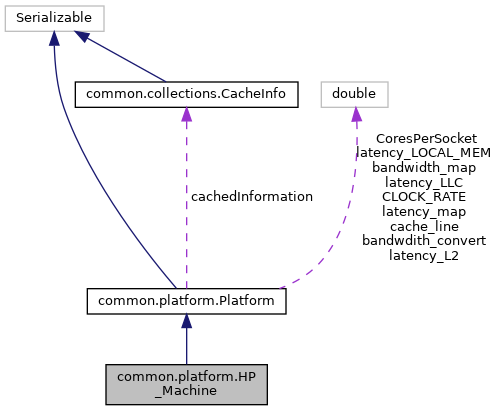 Serializable
common.collections.CacheInfo
double
CoresPerSocket
latency_LOCAL_MEM
bandwidth_map
latency_LLC
CLOCK_RATE
latency_map
cache_line
bandwdith_convert
latency_L2
cachedInformation
common.platform.Platform
common.platform.HP
_Machine